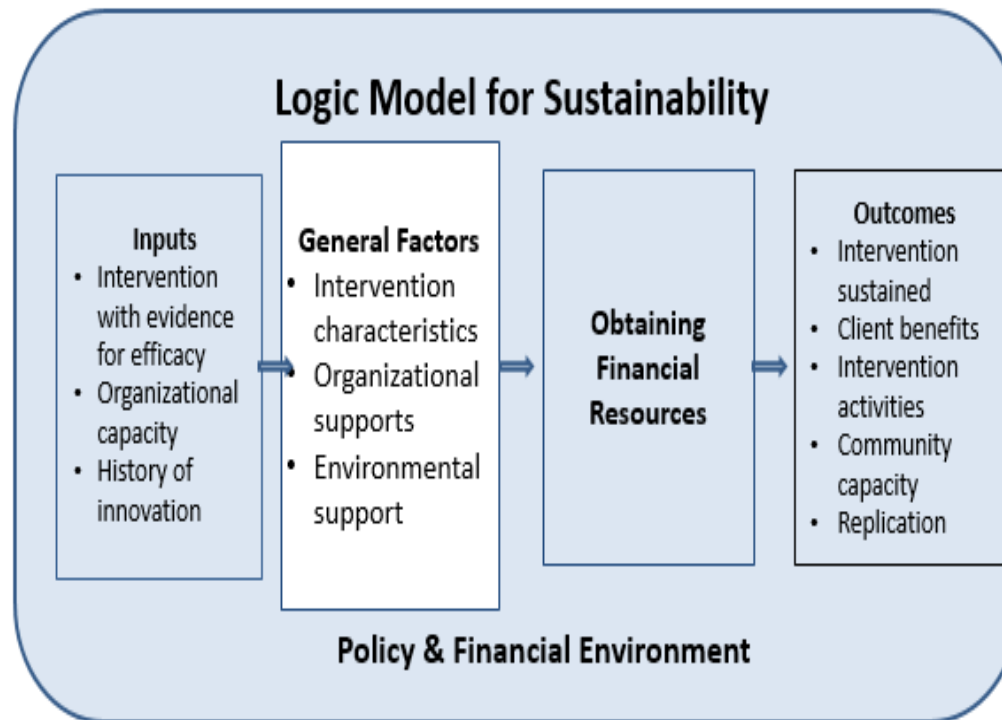 Logic Model for Sustainability
Inputs
• Intervention
with evidence
for efficacy
• Organizational
capacity
• History of
innovation
General Factors
• Intervention
characteristics
• Organizational
supports
• Environmental
support
Obtaining
Financial
Resources
Outcomes
• Intervention
sustained
• Client benefits
• Intervention
activities
• Community
capacity
• Replication
Policy & Financial Environment